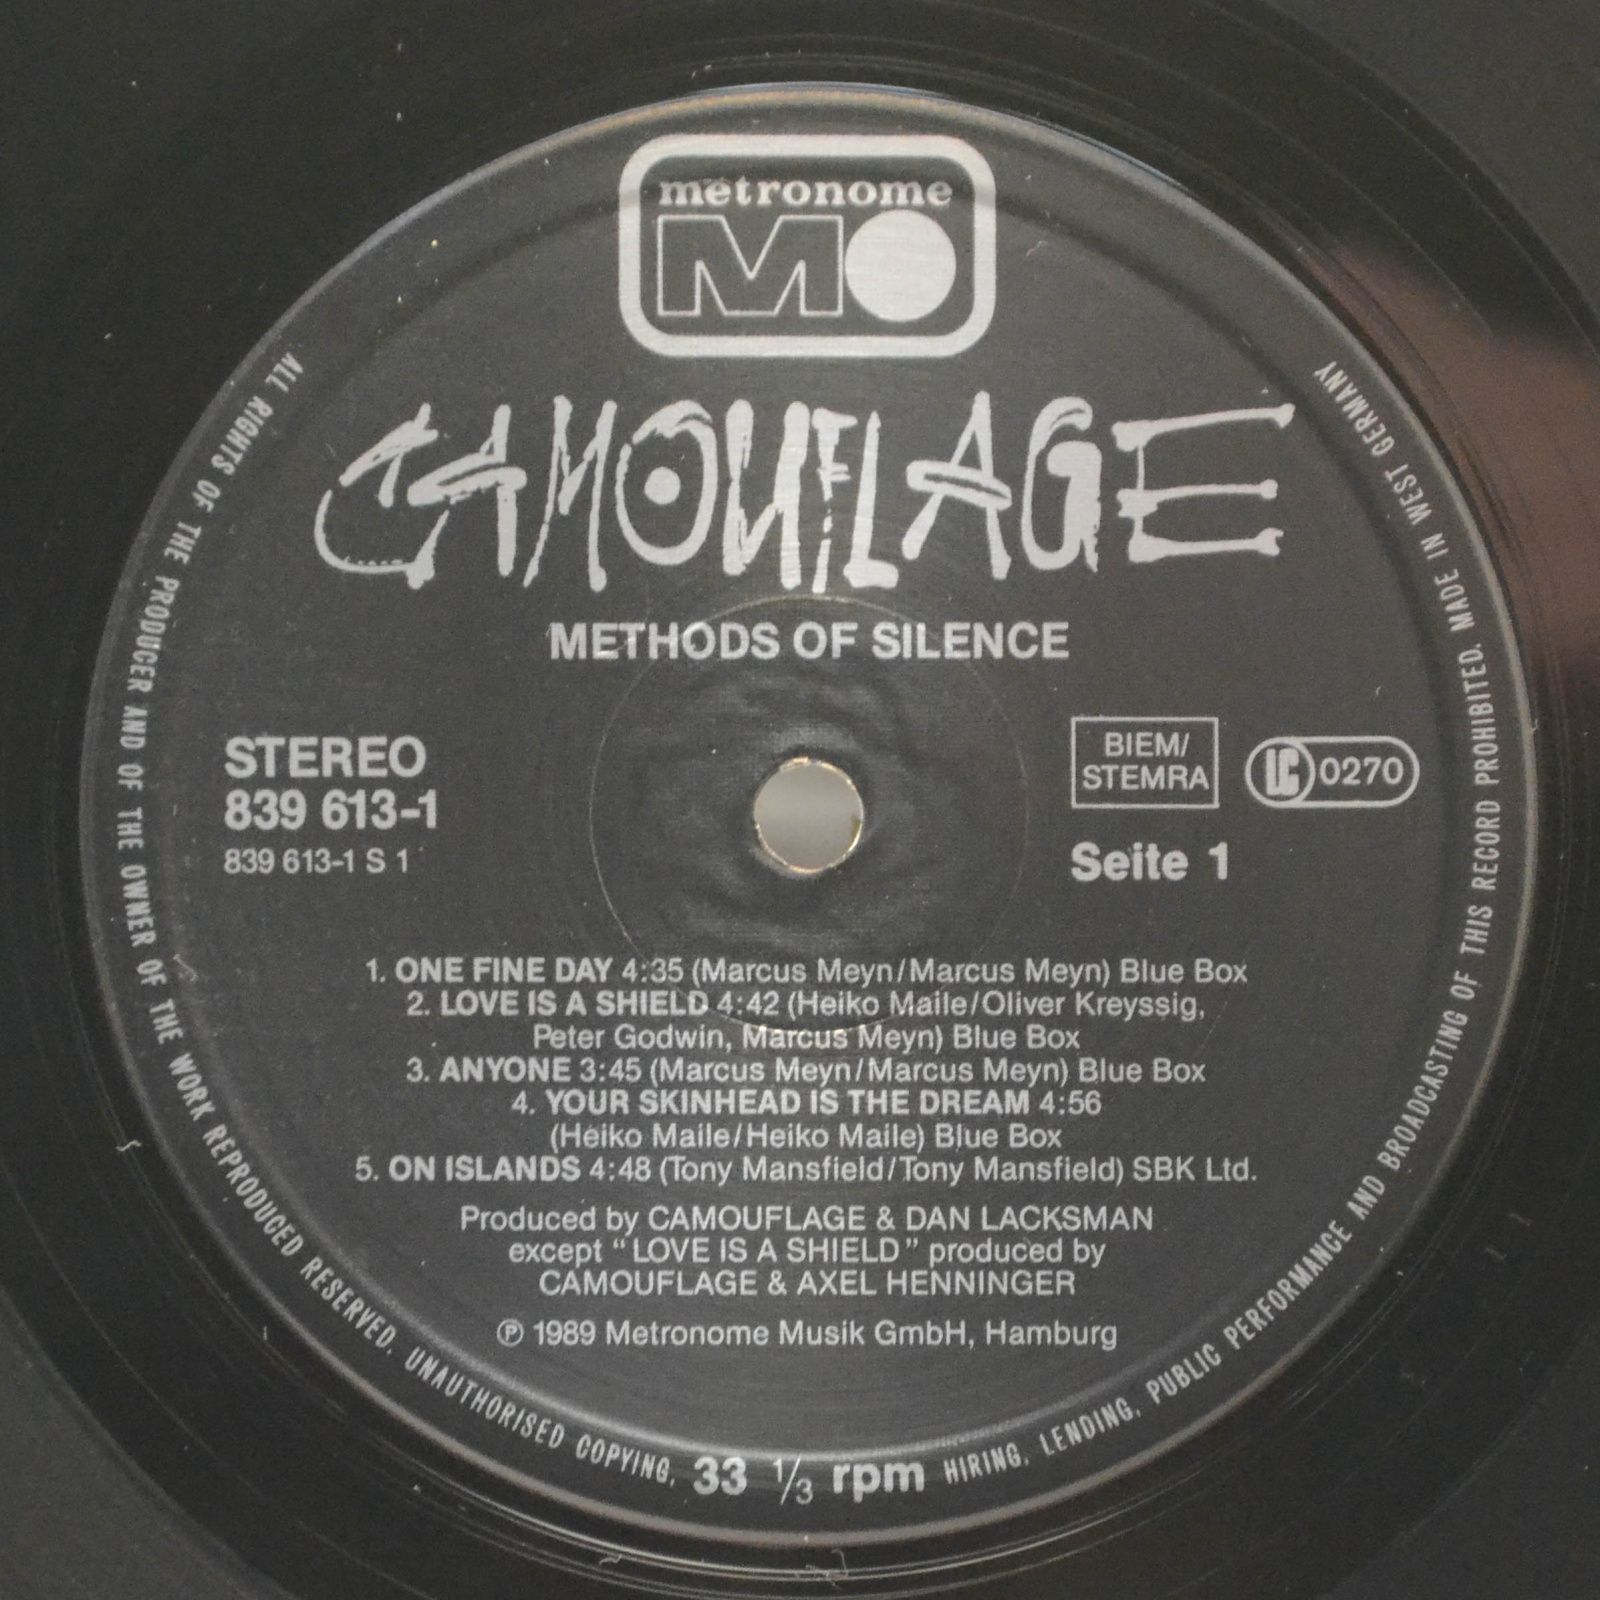 metronome
MO
CAMOUFLAGE
METHODS OF SILENCE
STEREO
839 613-1
839 613-1 S 1
BIEM/
STEMRA
LC 0270
Seite 1
1. ONE FINE DAY 4:35 (Marcus Meyn/Marcus Meyn) Blue Box
2. LOVE IS A SHIELD 4:42 (Heiko Maile/Oliver Kreyssig,
Peter Godwin, Marcus Meyn) Blue Box
3. ANYONE 3:45 (Marcus Meyn/Marcus Meyn) Blue Box
4. YOUR SKINHEAD IS THE DREAM 4:56
(Heiko Maile/Heiko Maile) Blue Box
5. ON ISLANDS 4:48 (Tony Mansfield/Tony Mansfield) SBK Ltd.
Produced by CAMOUFLAGE & DAN LACKSMAN
except "LOVE IS A SHIELD" produced by
CAMOUFLAGE & AXEL HENNINGER
℗ 1989 Metronome Musik GmbH, Hamburg
33 1/3 rpm
ALL RIGHTS OF THE PRODUCER AND OF THE OWNER OF THE WORK REPRODUCED RESERVED. UNAUTHORISED COPYING, HIRING, LENDING, PUBLIC PERFORMANCE AND BROADCASTING OF THIS RECORD PROHIBITED. MADE IN WEST GERMANY